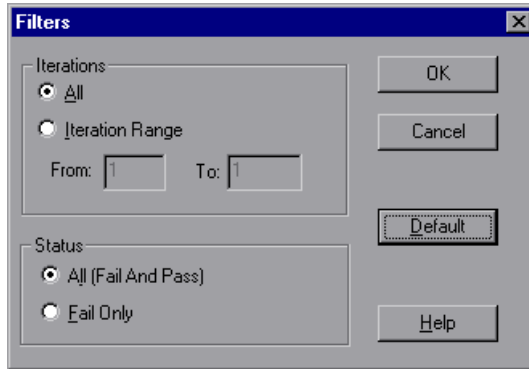 Filters
Iterations
All
Iteration Range
From: 1 To: 1
Status
All (Fail And Pass)
Fail Only
OK
Cancel
Default
Help